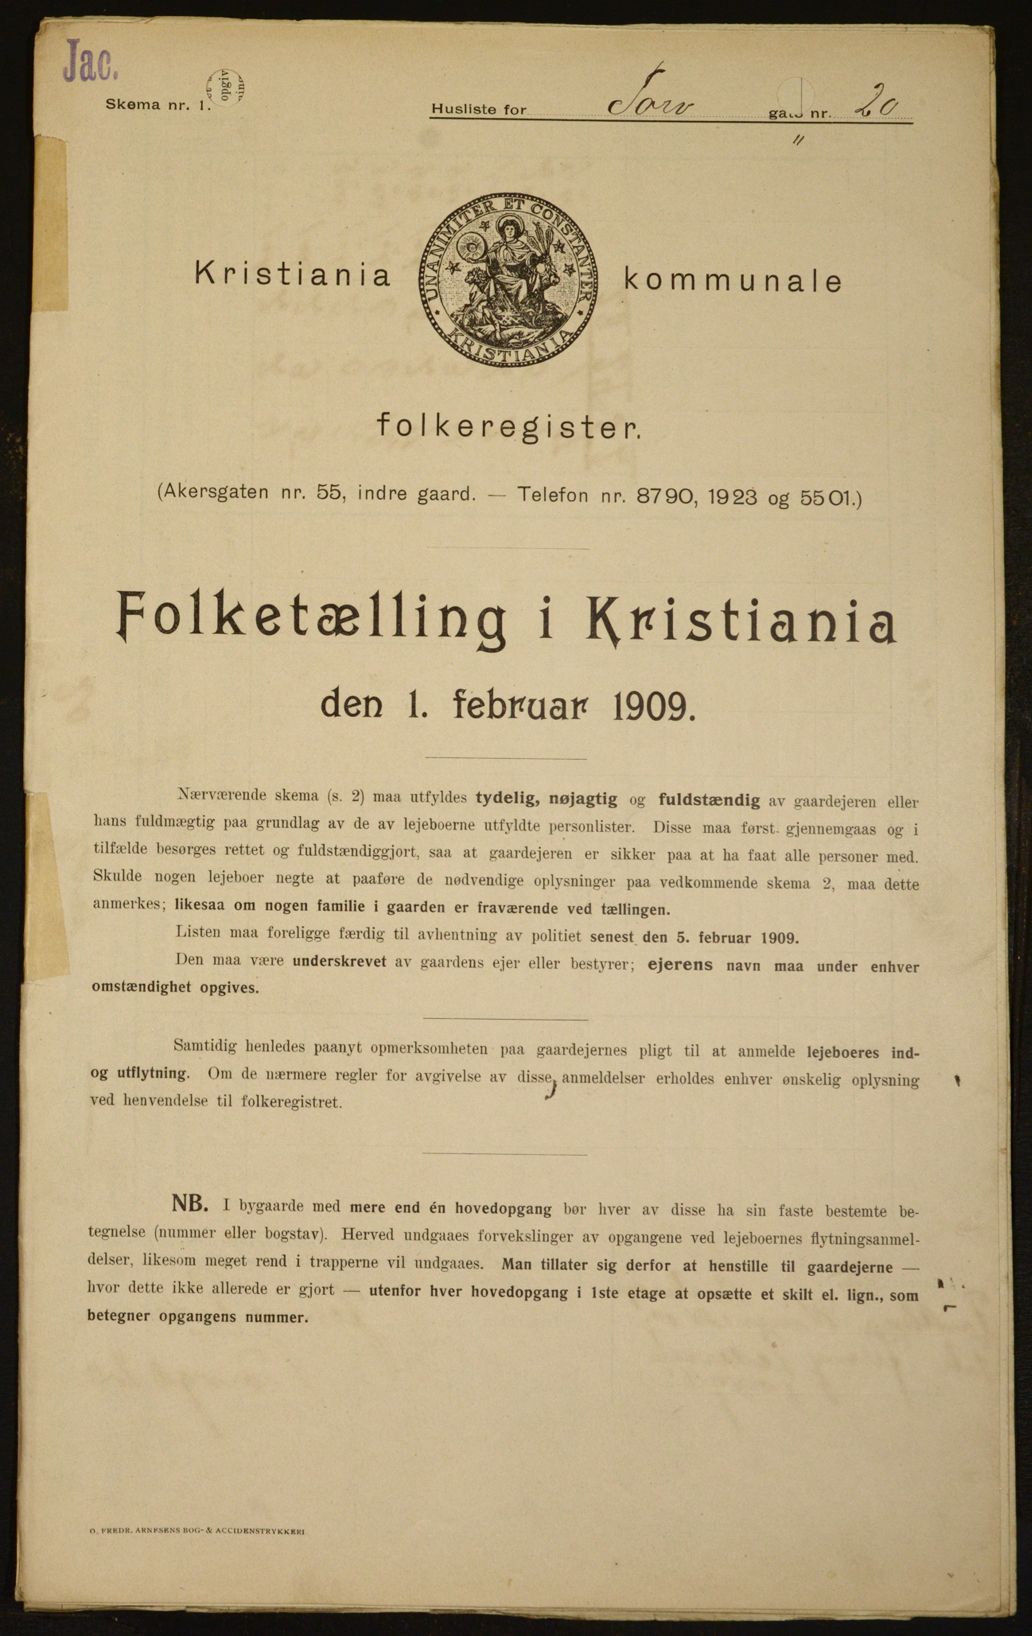 Jac.
Skema nr. 1.
opgiv
Husliste for Torv gate nr. 20
"
UNANIMITER ET CONSTANTER
KRISTIANIA
Kristiania kommunale
folkeregister.
(Akersgaten nr. 55, indre gaard. — Telefon nr. 8790, 1923 og 5501.)
Folketælling i Kristiania
den 1. februar 1909.
Nærværende skema (s. 2) maa utfyldes tydelig, nøjagtig og fuldstændig av gaardejeren eller
hans fuldmægtig paa grundlag av de av lejeboerne utfyldte personlister. Disse maa først gjennemgaas og i
tilfælde besørges rettet og fuldstændiggjort, saa at gaardejeren er sikker paa at ha faat alle personer med.
Skulde nogen lejeboer negte at paaføre de nødvendige oplysninger paa vedkommende skema 2, maa dette
anmerkes; likesaa om nogen familie i gaarden er fraværende ved tællingen.
Listen maa foreligge færdig til avhentning av politiet senest den 5. februar 1909.
Den maa være underskrevet av gaardens ejer eller bestyrer; ejerens navn maa under enhver
omstændighet opgives.
Samtidig henledes paanyt opmerksomheten paa gaardejernes pligt til at anmelde lejeboeres ind-
og utflytning. Om de nærmere regler for avgivelse av disse anmeldelser erholdes enhver ønskelig oplysning
ved henvendelse til folkeregistret.
NB. I bygaarde med mere end én hovedopgang bør hver av disse ha sin faste bestemte be-
tegnelse (nummer eller bogstav). Herved undgaaes forvekslinger av opgangene ved lejeboernes flytningsanmel-
delser, likesom meget rend i trapperne vil undgaaes. Man tillater sig derfor at henstille til gaardejerne —
hvor dette ikke allerede er gjort — utenfor hver hovedopgang i 1ste etage at opsætte et skilt el. lign., som
betegner opgangens nummer.
O. FREDR. ARNESENS BOG- & ACCIDENSTRYKKERI